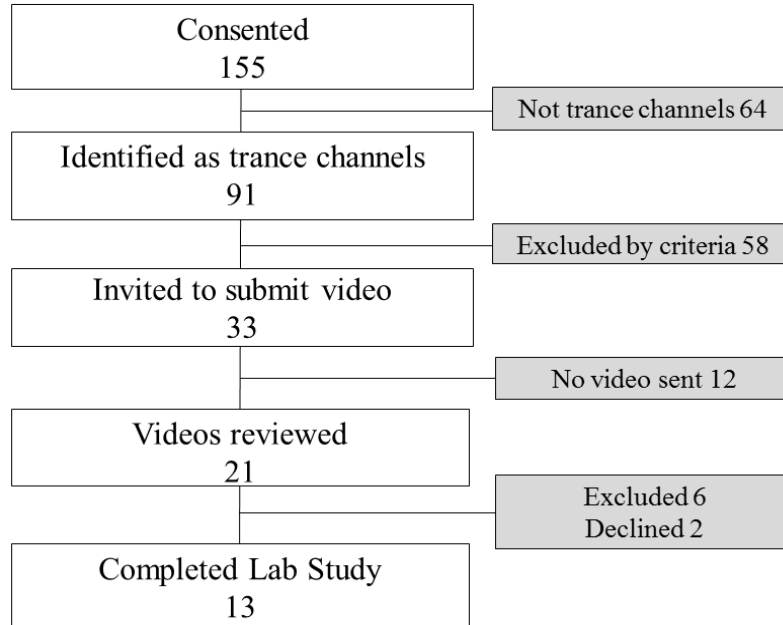 Consented
155
Not trance channels 64
Identified as trance channels
91
Excluded by criteria 58
Invited to submit video
33
No video sent 12
Videos reviewed
21
Excluded 6
Declined 2
Completed Lab Study
13